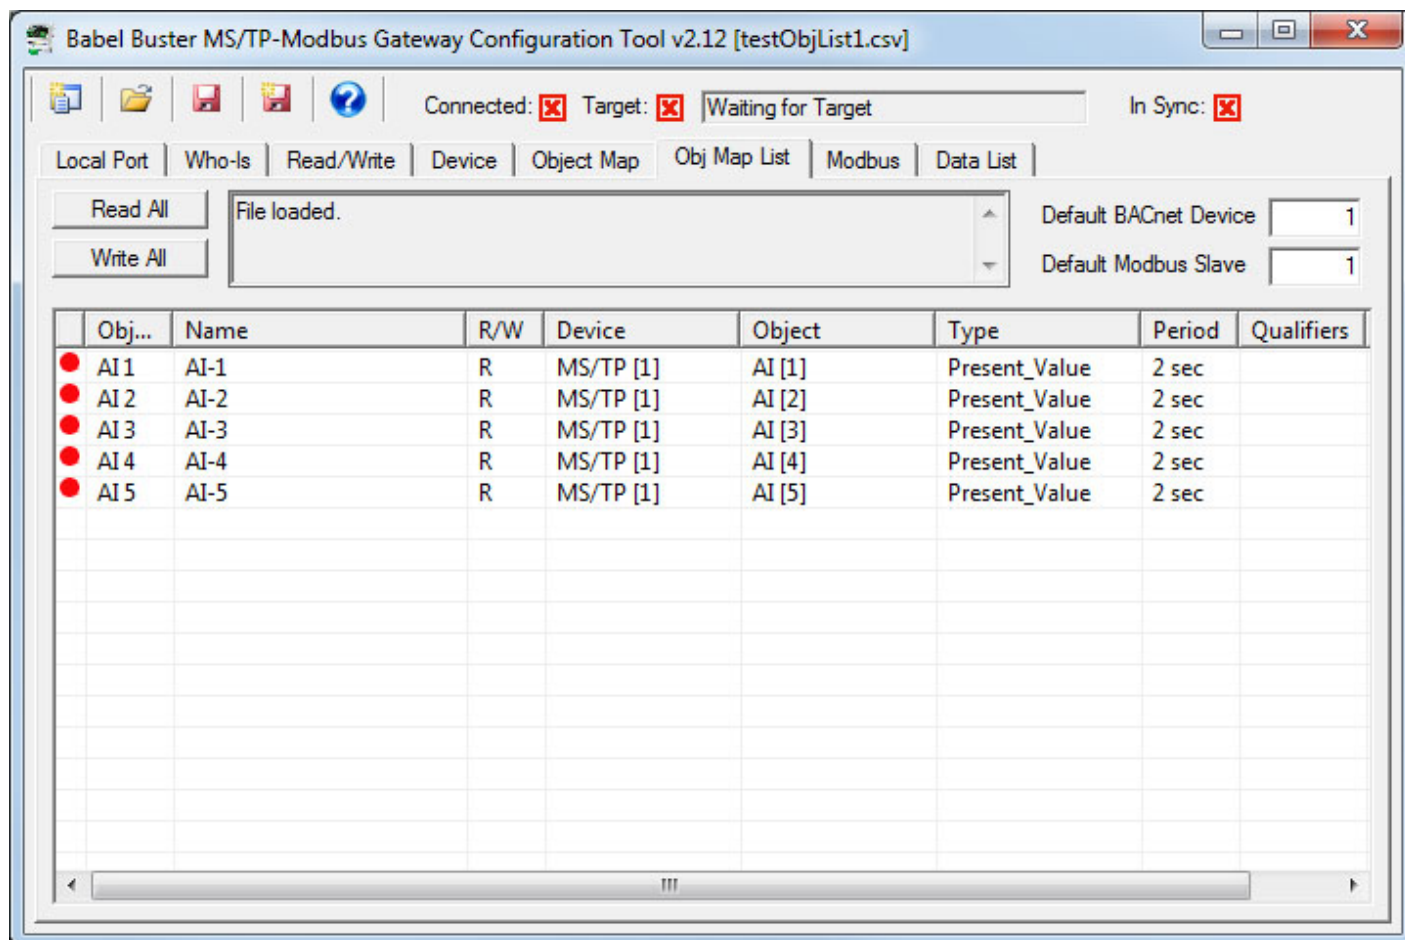 Babel Buster MS/TP-Modbus Gateway Configuration Tool v2.12 [testObjList1.csv]
Connected: Target: Waiting for Target In Sync:
Local Port Who-Is Read/Write Device Object Map Obj Map List Modbus Data List
Read All File loaded. Default BACnet Device 1
Write All Default Modbus Slave 1
Obj... Name R/W Device Object Type Period Qualifiers
AI 1 AI-1 R MS/TP [1] AI [1] Present_Value 2 sec
AI 2 AI-2 R MS/TP [1] AI [2] Present_Value 2 sec
AI 3 AI-3 R MS/TP [1] AI [3] Present_Value 2 sec
AI 4 AI-4 R MS/TP [1] AI [4] Present_Value 2 sec
AI 5 AI-5 R MS/TP [1] AI [5] Present_Value 2 sec